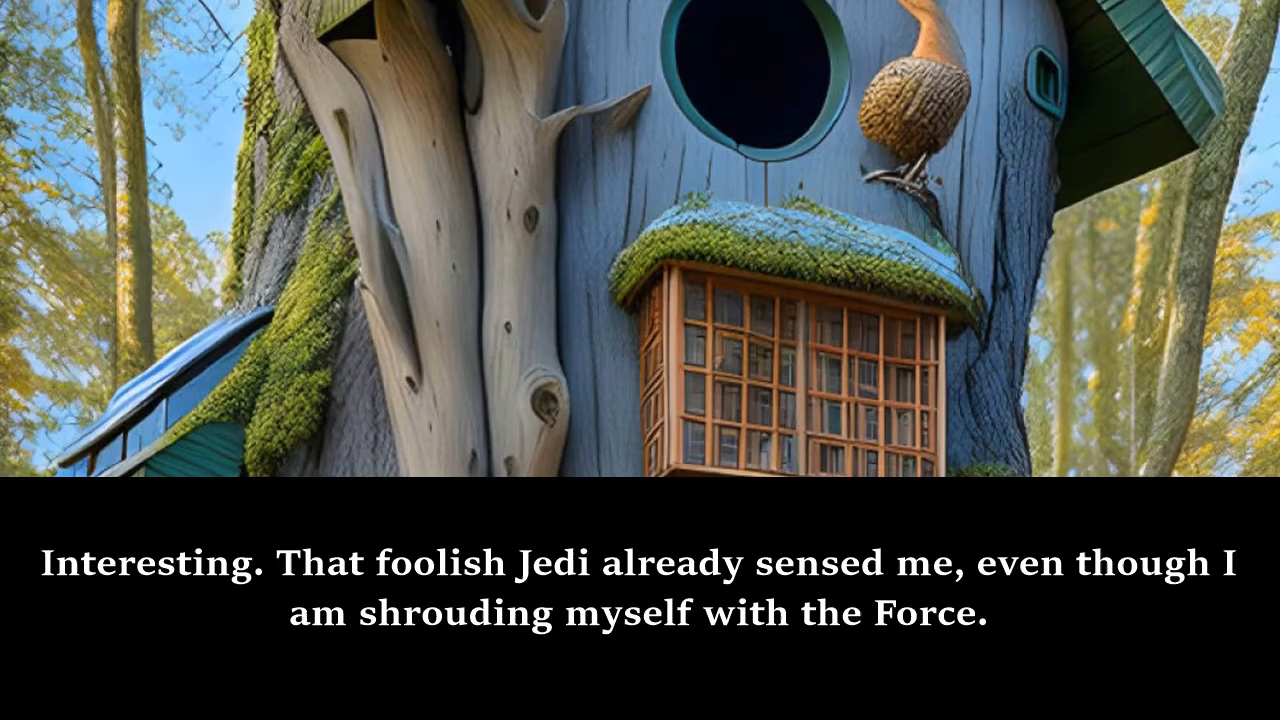 Interesting. That foolish Jedi already sensed me, even though I
am shrouding myself with the Force.